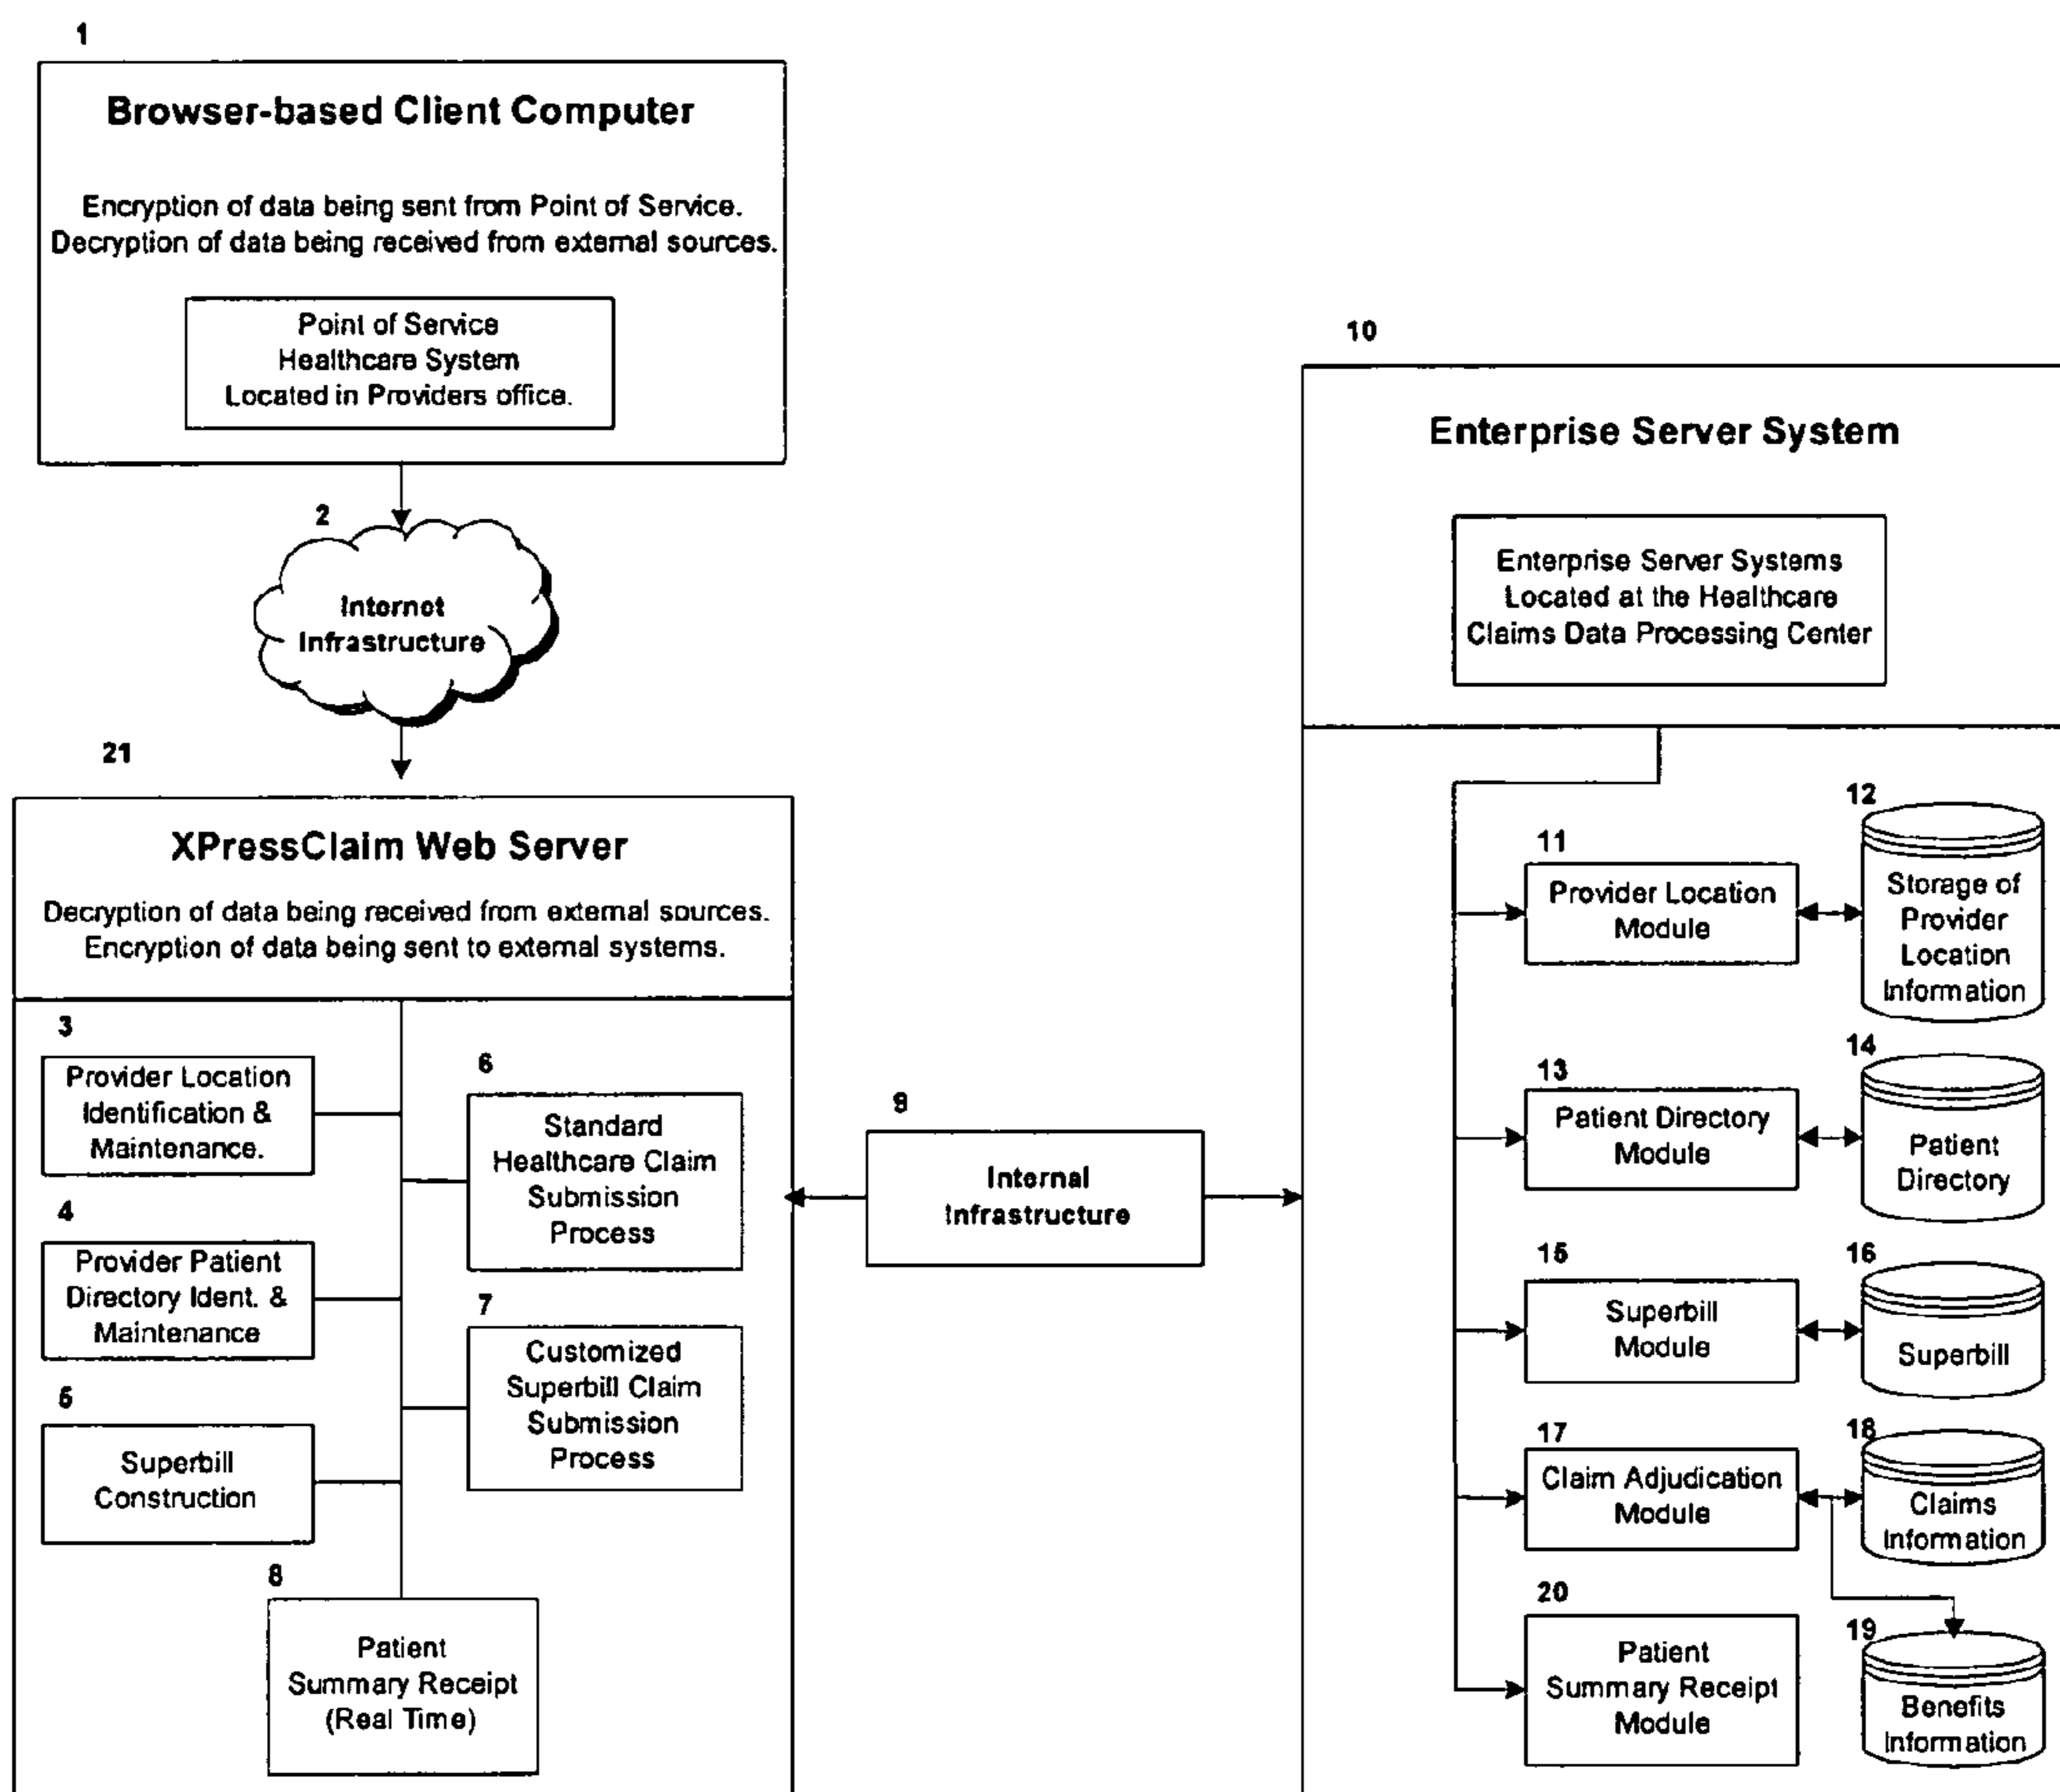 1
Browser-based Client Computer
Encryption of data being sent from Point of Service.
Decryption of data being received from external sources.
Point of Service
Healthcare System
Located in Providers office.
2
Internet
Infrastructure
21
XPressClaim Web Server
Decryption of data being received from external sources.
Encryption of data being sent to external systems.
3
Provider Location
Identification &
Maintenance.
4
Provider Patient
Directory Ident. &
Maintenance
5
Superbill
Construction
6
Standard
Healthcare Claim
Submission
Process
7
Customized
Superbill Claim
Submission
Process
8
Patient
Summary Receipt
(Real Time)
9
Internal
Infrastructure
10
Enterprise Server System
Enterprise Server Systems
Located at the Healthcare
Claims Data Processing Center
11
Provider Location
Module
12
Storage of
Provider
Location
Information
13
Patient Directory
Module
14
Patient
Directory
15
Superbill
Module
16
Superbill
17
Claim Adjudication
Module
18
Claims
Information
20
Patient
Summary Receipt
Module
19
Benefits
Information